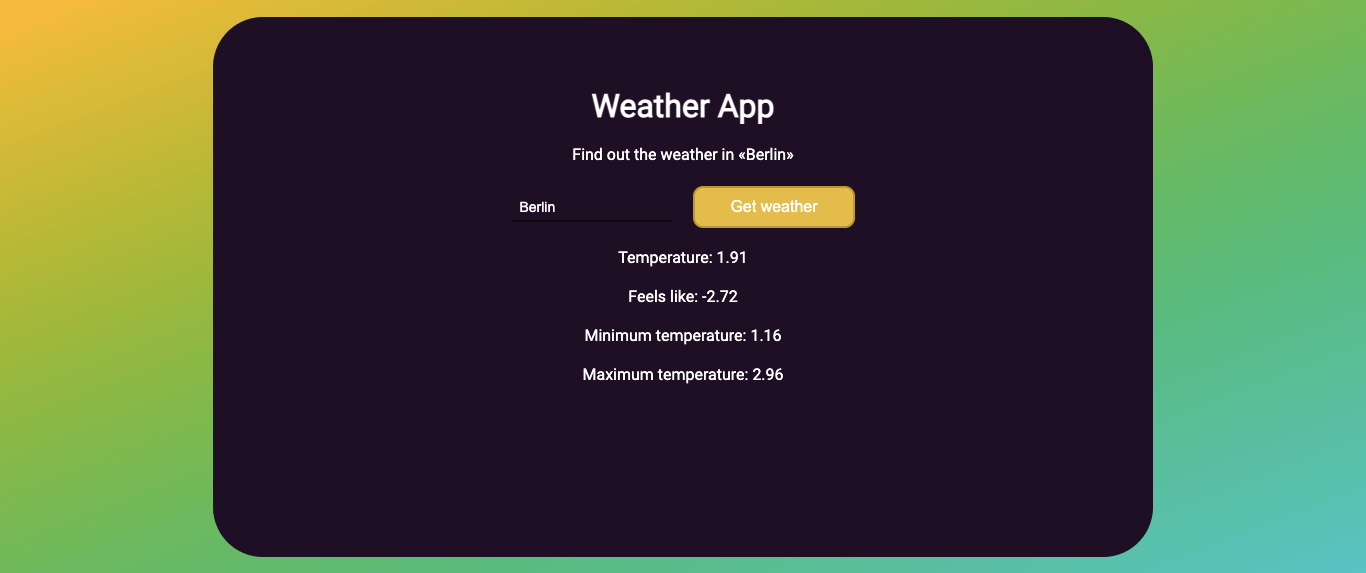 Weather App
Find out the weather in «Berlin»
Berlin Get weather
Temperature: 1.91
Feels like: -2.72
Minimum temperature: 1.16
Maximum temperature: 2.96